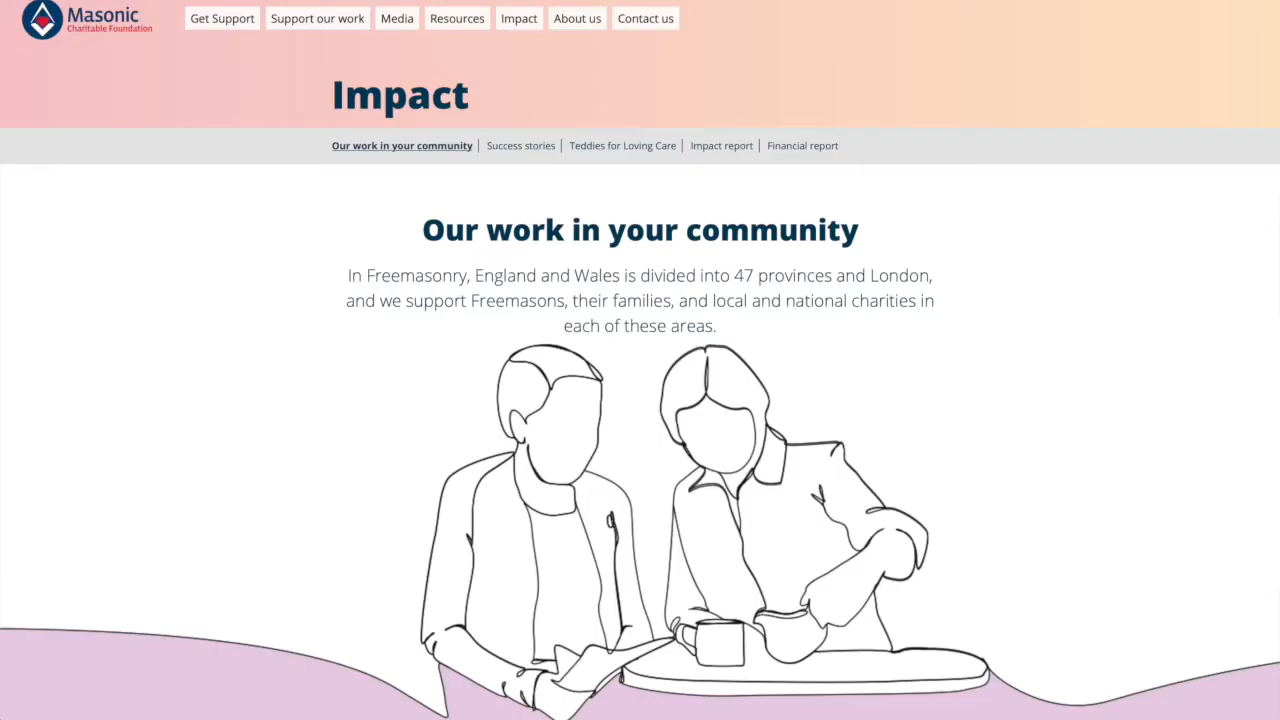 Masonic
Charitable Foundation
Get Support
Support our work
Media
Resources
Impact
About us
Contact us
Impact
Our work in your community
Success stories
Teddies for Loving Care
Impact report
Financial report
Our work in your community
In Freemasonry, England and Wales is divided into 47 provinces and London,
and we support Freemasons, their families, and local and national charities in
each of these areas.